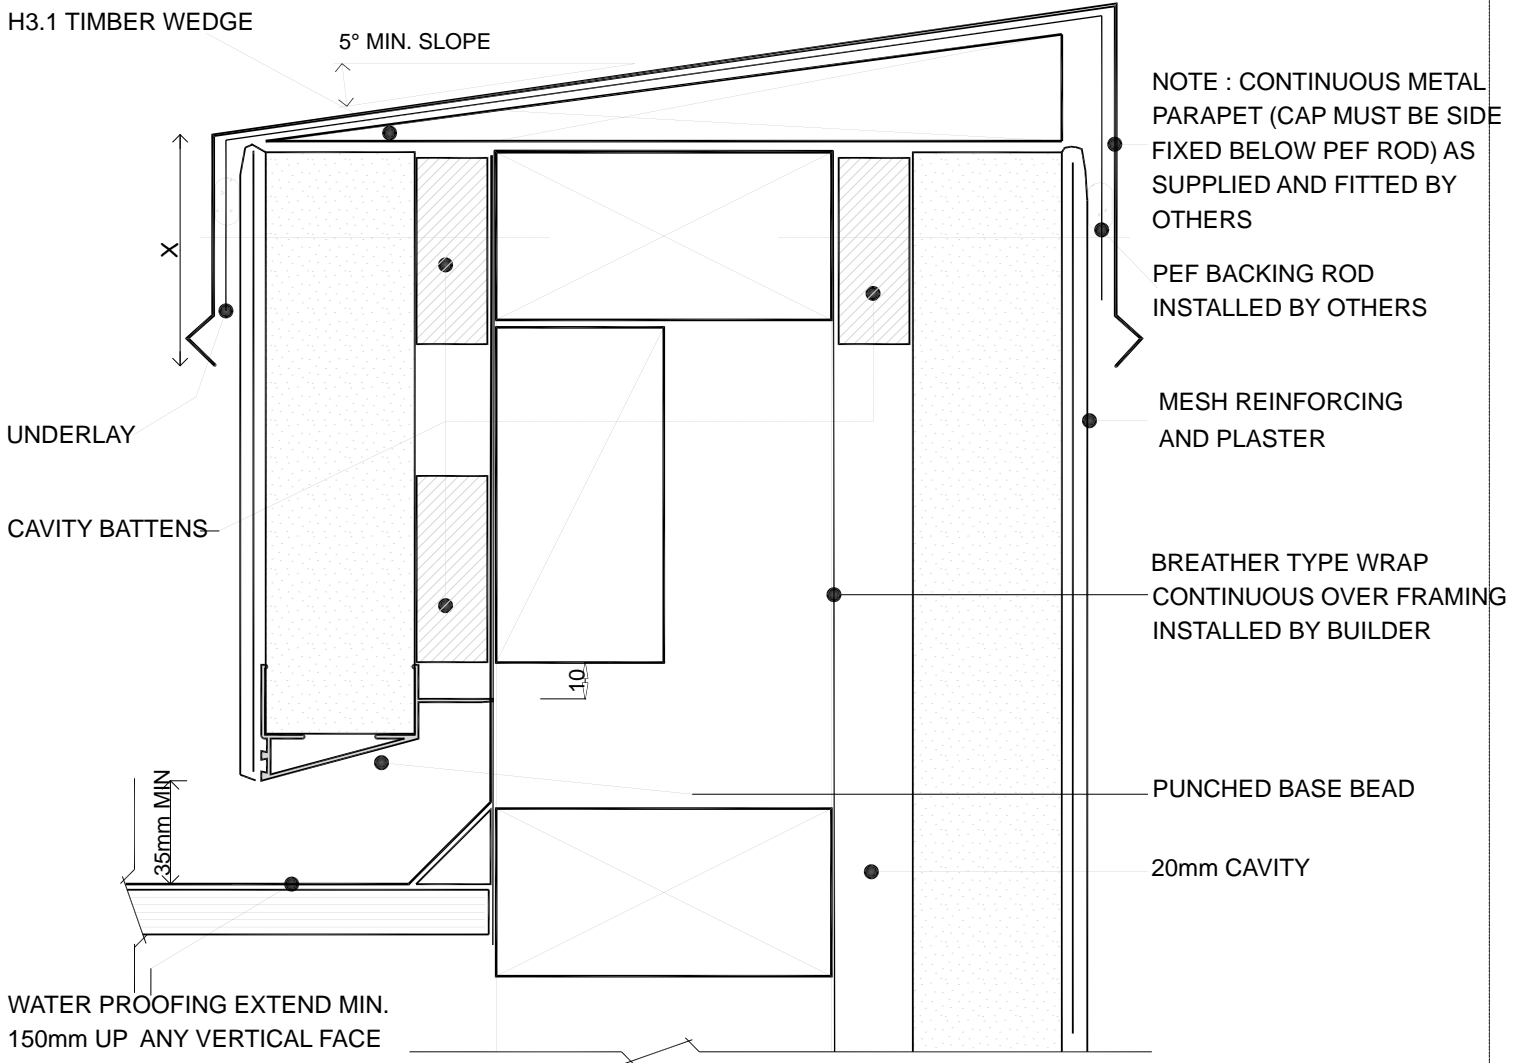 H3.1 TIMBER WEDGE
5° MIN. SLOPE
NOTE : CONTINUOUS METAL
PARAPET (CAP MUST BE SIDE
FIXED BELOW PEF ROD) AS
SUPPLIED AND FITTED BY
OTHERS
X
PEF BACKING ROD
INSTALLED BY OTHERS
UNDERLAY
MESH REINFORCING
AND PLASTER
CAVITY BATTENS
BREATHER TYPE WRAP
CONTINUOUS OVER FRAMING
INSTALLED BY BUILDER
10
35mm MIN
PUNCHED BASE BEAD
20mm CAVITY
WATER PROOFING EXTEND MIN.
150mm UP ANY VERTICAL FACE